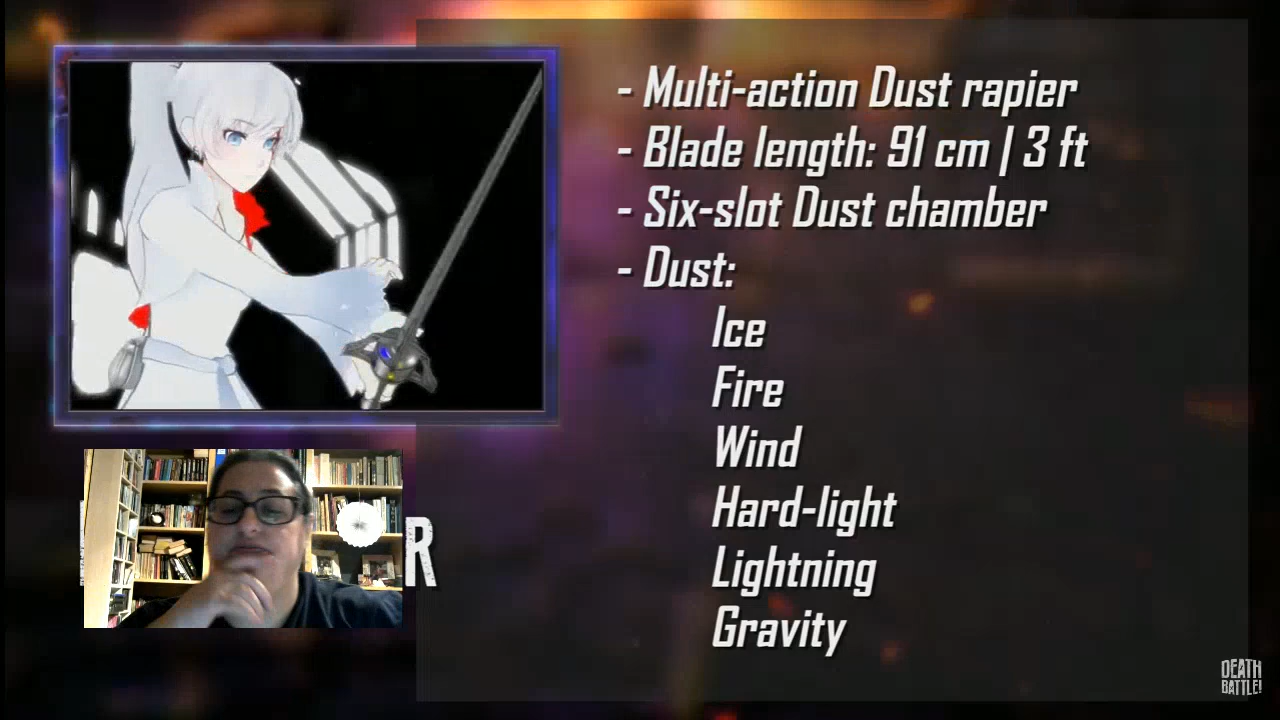 - Multi-action Dust rapier
- Blade length: 91 cm | 3 ft
- Six-slot Dust chamber
- Dust:
Ice
Fire
Wind
Hard-light
Lightning
Gravity
R
DEATH
BATTLE!